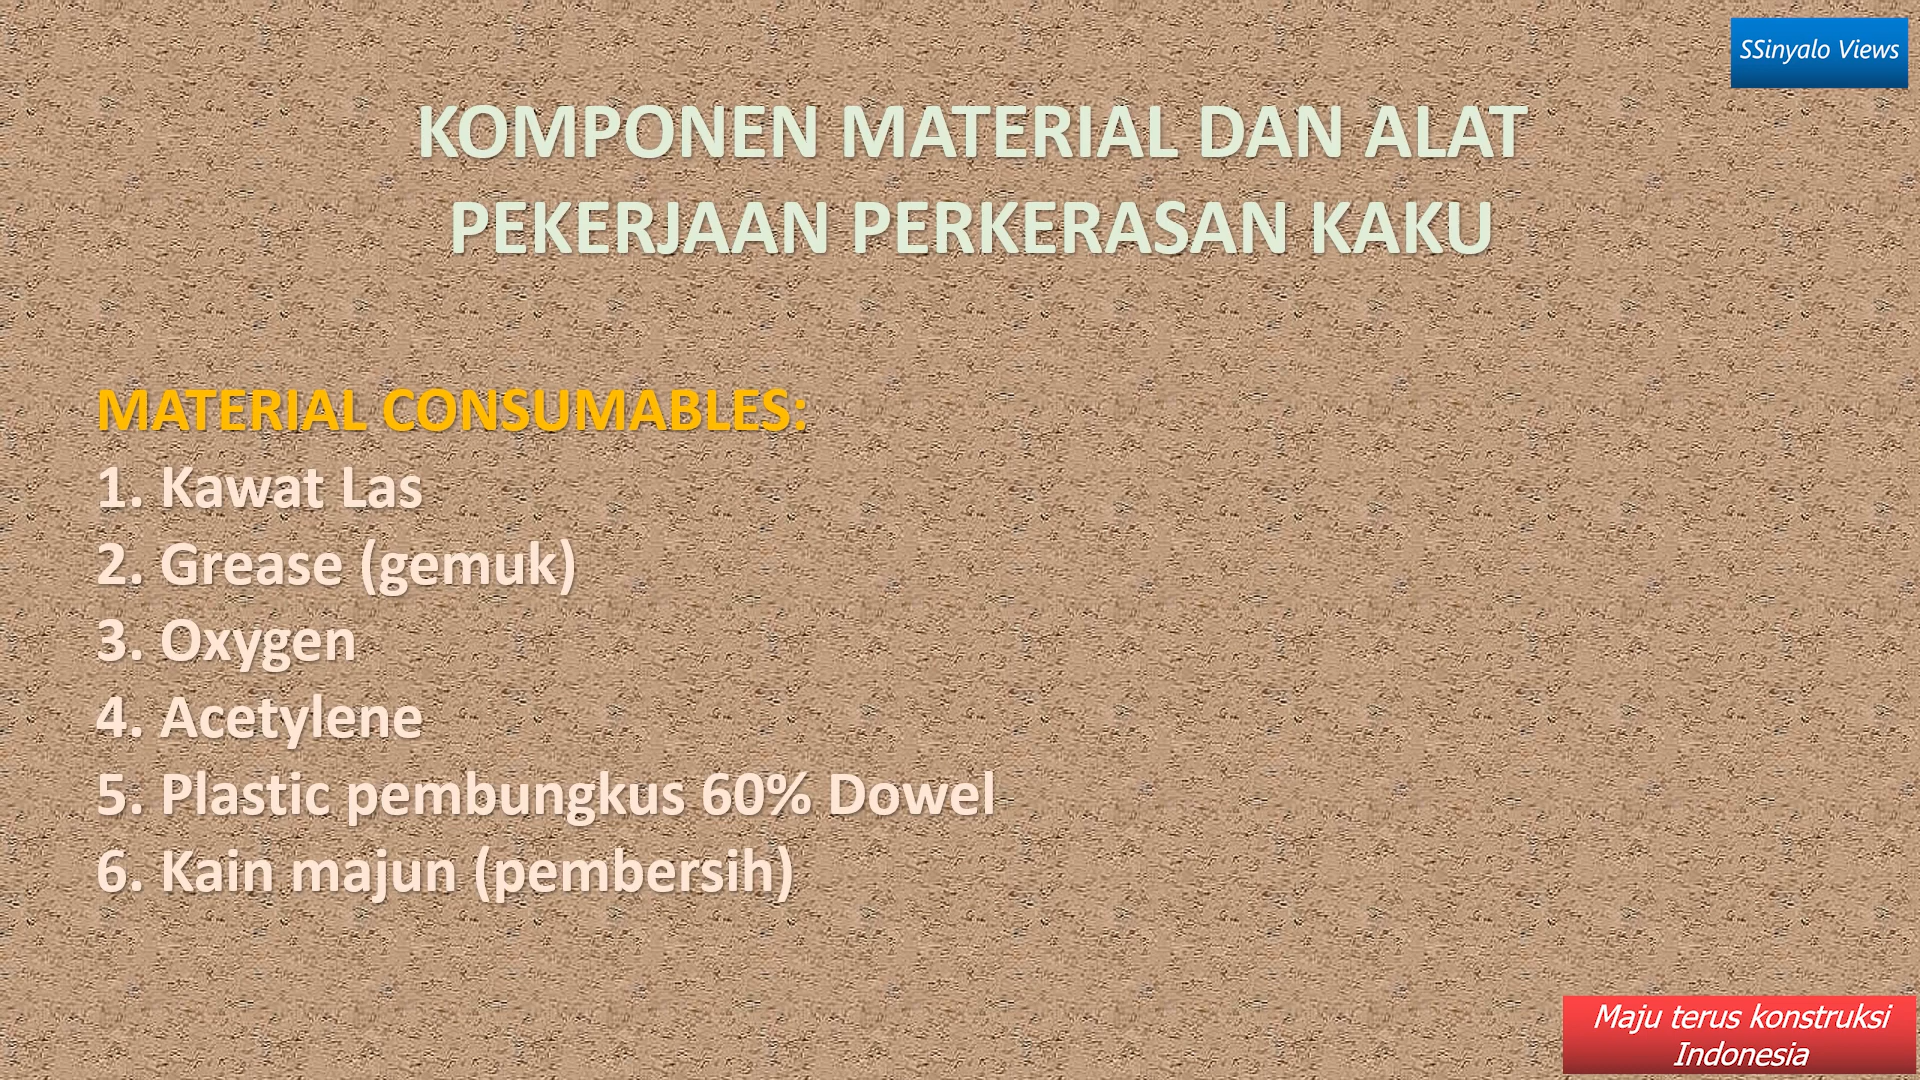 SSinyalo Views
KOMPONEN MATERIAL DAN ALAT
PEKERJAAN PERKERASAN KAKU
MATERIAL CONSUMABLES:
1. Kawat Las
2. Grease (gemuk)
3. Oxygen
4. Acetylene
5. Plastic pembungkus 60% Dowel
6. Kain majun (pembersih)
Maju terus konstruksi
Indonesia